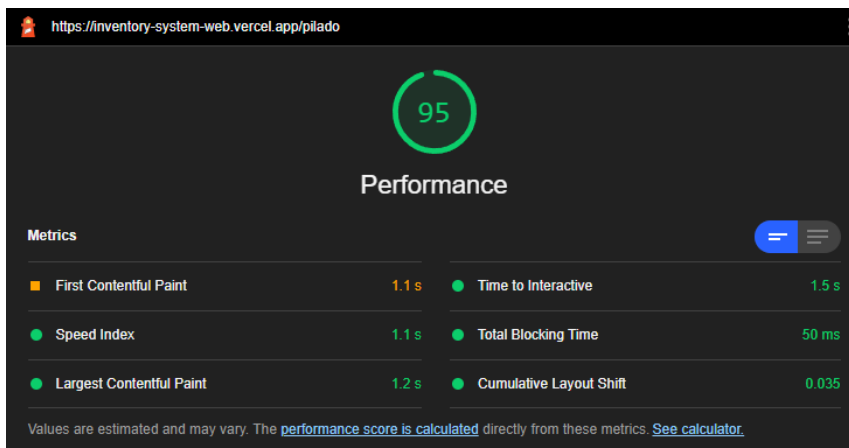 https://inventory-system-web.vercel.app/pilado
95
Performance
Metrics
First Contentful Paint 1.1 s
Time to Interactive 1.5 s
Speed Index 1.1 s
Total Blocking Time 50 ms
Largest Contentful Paint 1.2 s
Cumulative Layout Shift 0.035
Values are estimated and may vary. The performance score is calculated directly from these metrics. See calculator.